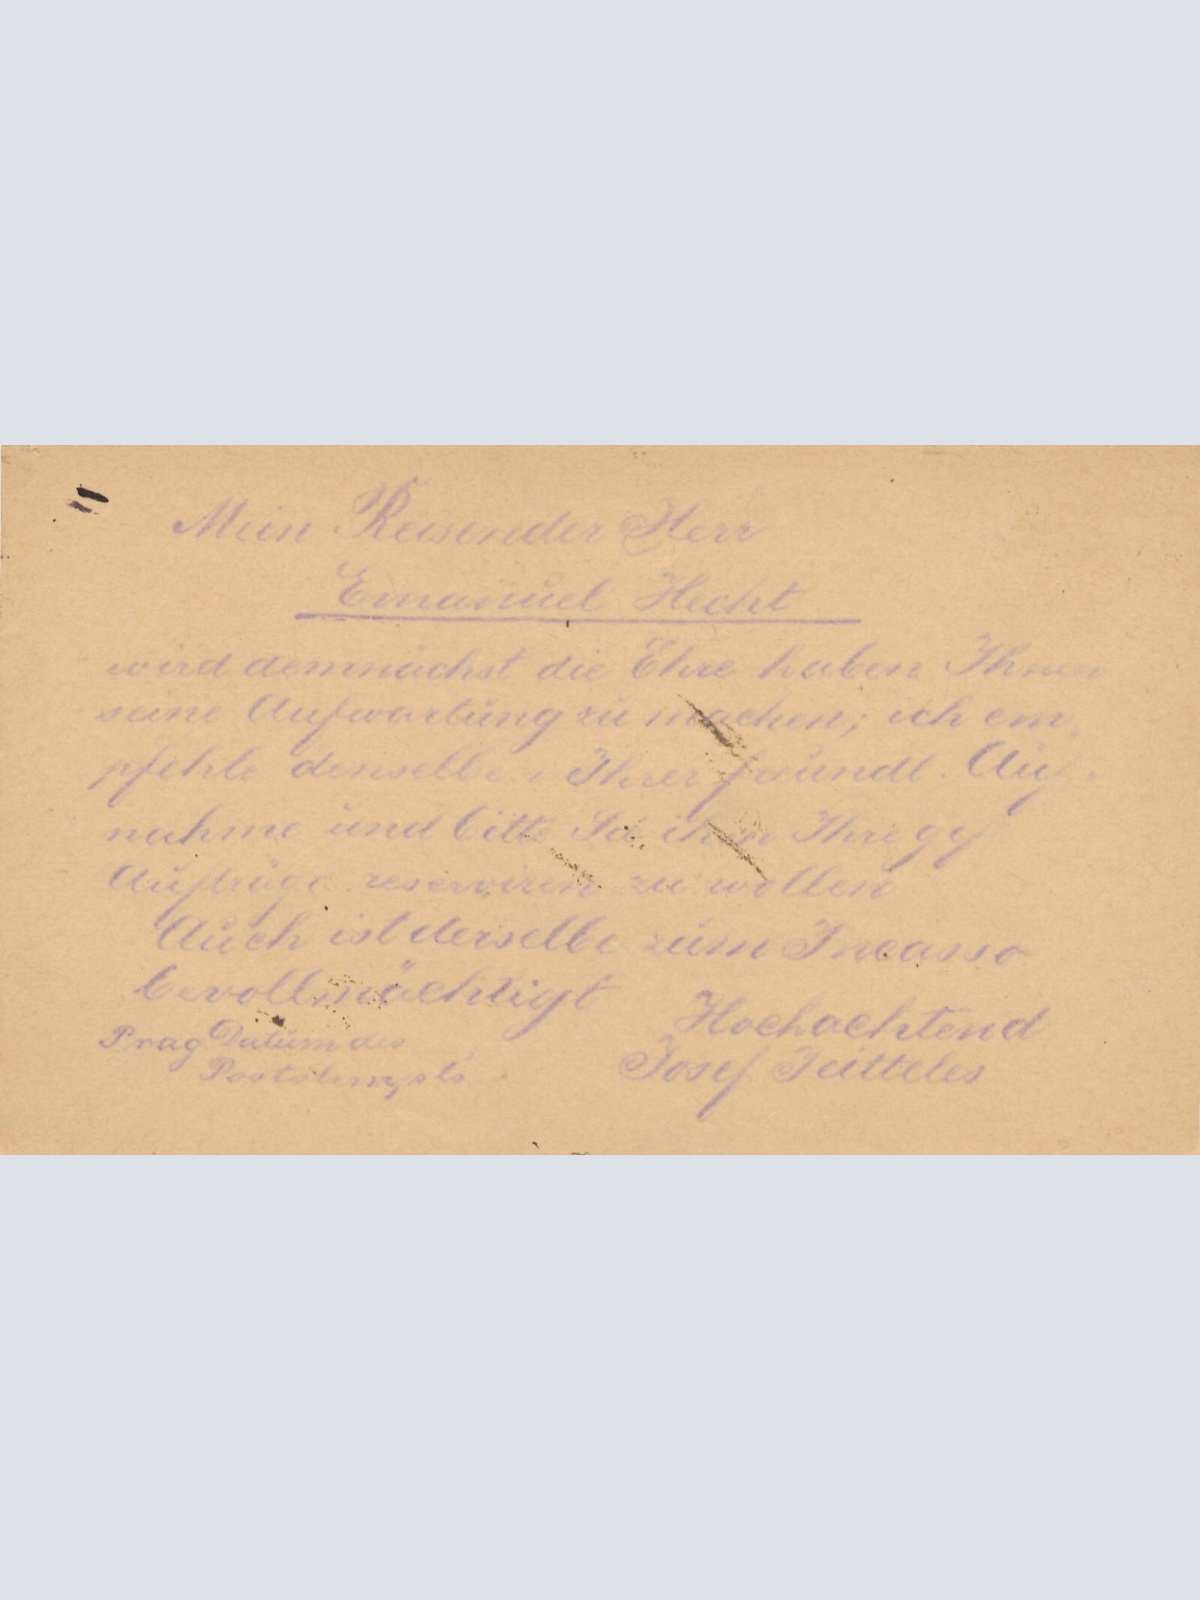 Mein Reisender Herr
Emanuel Hecht
wird demnächst die Ehre haben Ihnen
seine Aufwartung zu machen; ich em-
pfehle denselben Ihrer freundl. Auf-
nahme und bitte Sie ihm Ihre gef
Aufträge reserviren zu wollen
Auch ist derselbe zum Incasso
bevollmächtigt
Hochachtend
Prag Datum des
Poststempels
Josef Jeitteles